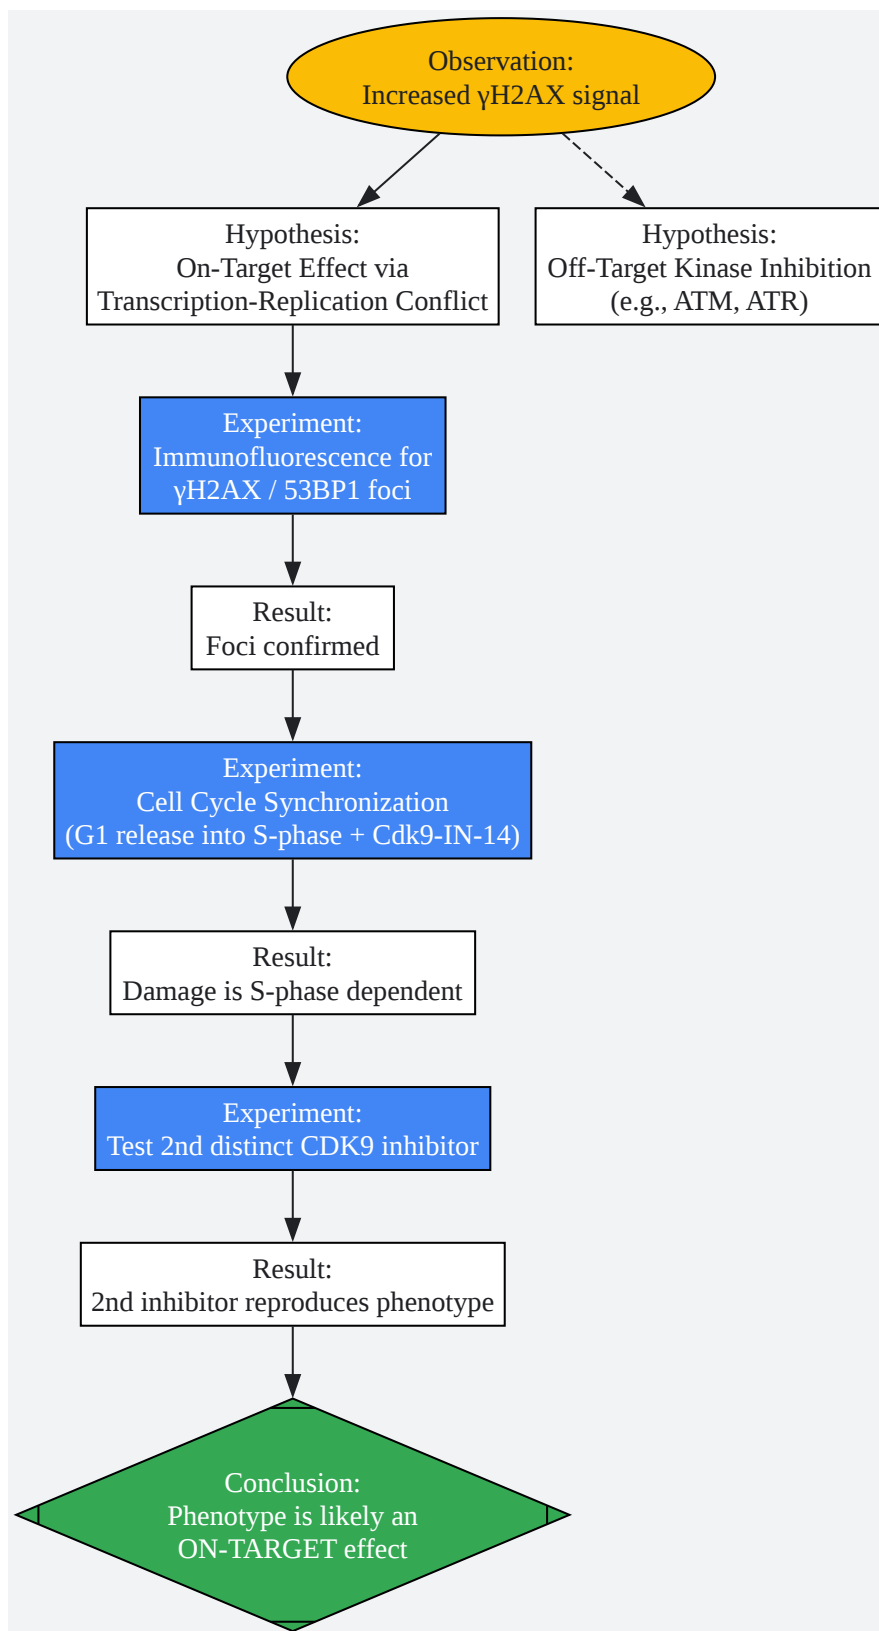 Observation:
Increased γH2AX signal
Hypothesis:
On-Target Effect via
Transcription-Replication Conflict
Hypothesis:
Off-Target Kinase Inhibition
(e.g., ATM, ATR)
Experiment:
Immunofluorescence for
γH2AX / 53BP1 foci
Result:
Foci confirmed
Experiment:
Cell Cycle Synchronization
(G1 release into S-phase + Cdk9-IN-14)
Result:
Damage is S-phase dependent
Experiment:
Test 2nd distinct CDK9 inhibitor
Result:
2nd inhibitor reproduces phenotype
Conclusion:
Phenotype is likely an
ON-TARGET effect